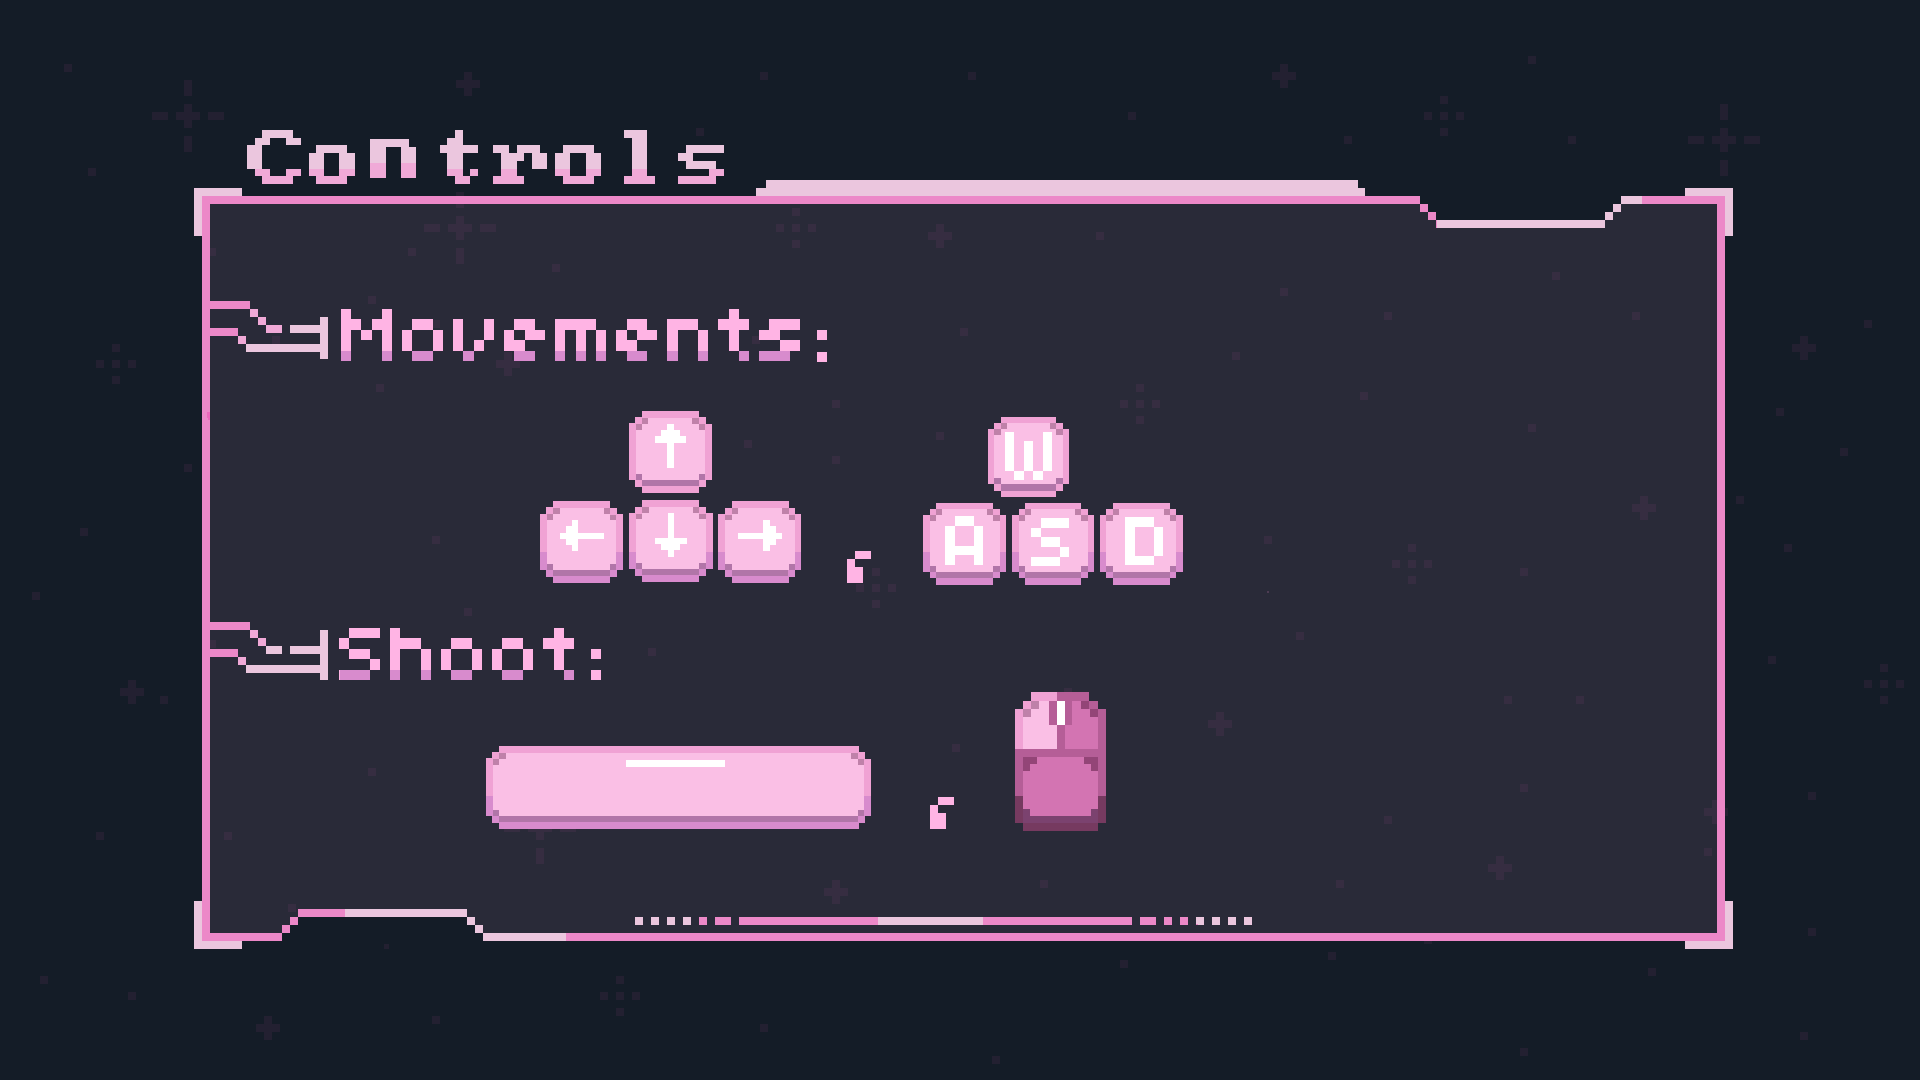 Controls
Movements:
↑ W
← ↓ → , A S D
Shoot:
,